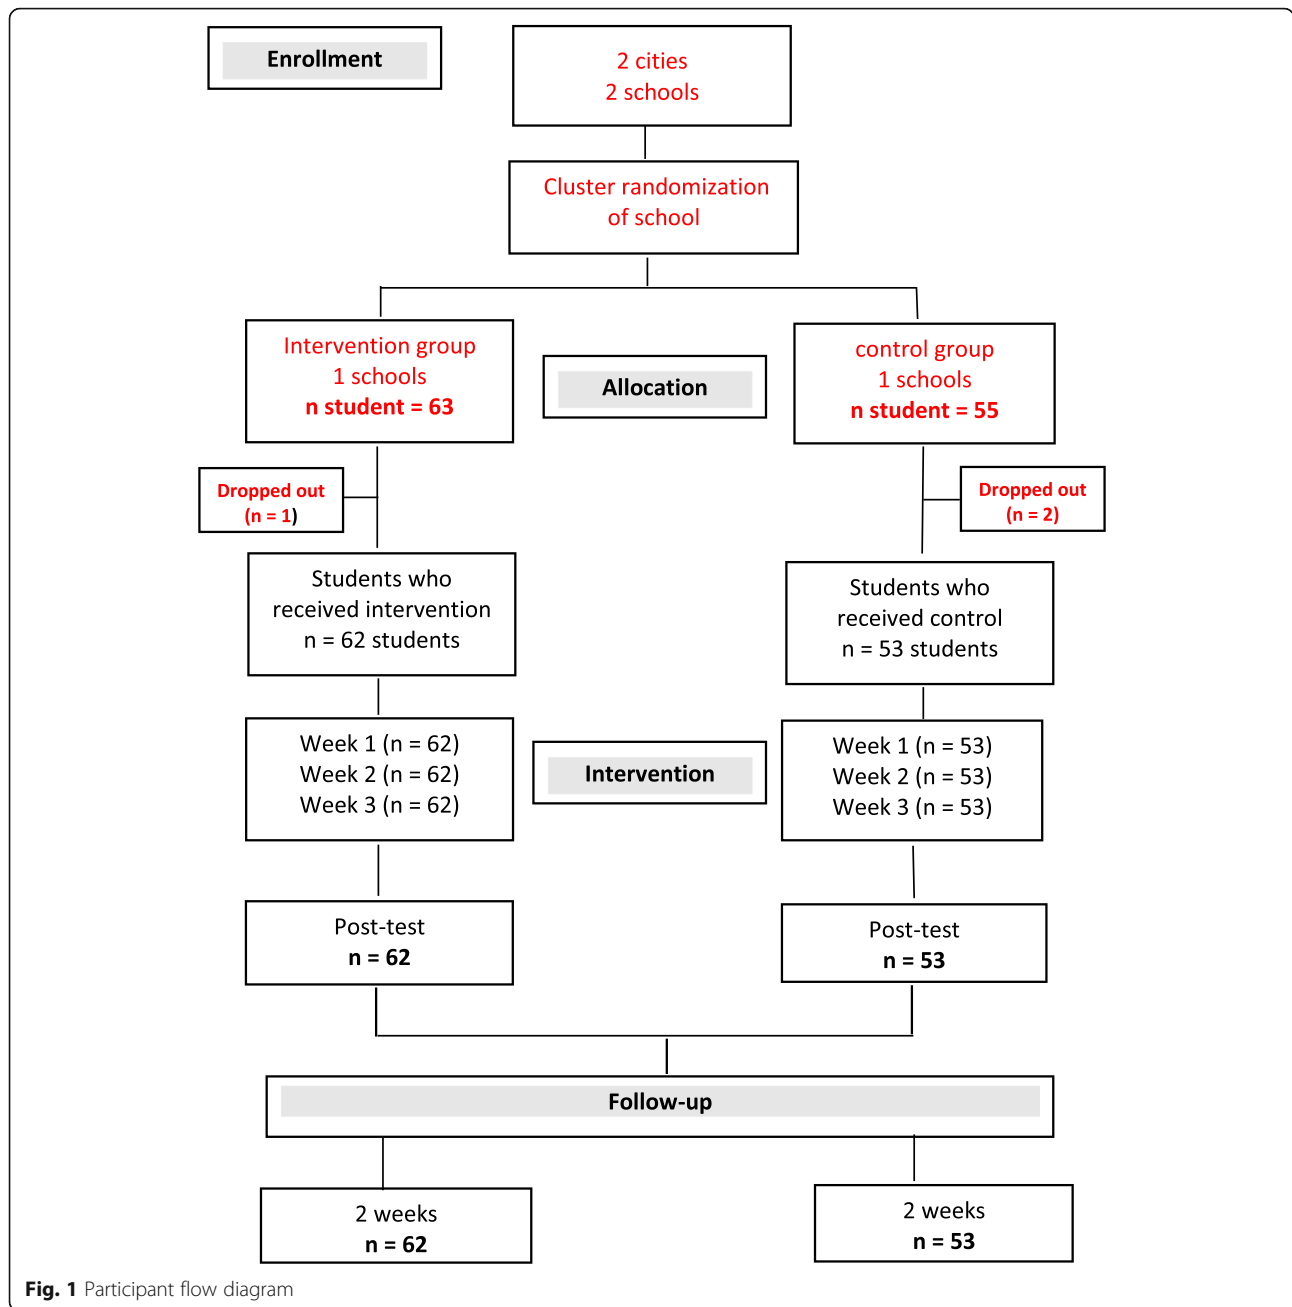 Enrollment
2 cities
2 schools
Cluster randomization
of school
Intervention group
1 schools
n student = 63
Allocation
control group
1 schools
n student = 55
Dropped out
(n = 1)
Dropped out
(n = 2)
Students who
received intervention
n = 62 students
Students who
received control
n = 53 students
Week 1 (n = 62)
Week 2 (n = 62)
Week 3 (n = 62)
Intervention
Week 1 (n = 53)
Week 2 (n = 53)
Week 3 (n = 53)
Post-test
n = 62
Post-test
n = 53
Follow-up
2 weeks
n = 62
2 weeks
n = 53
Fig. 1 Participant flow diagram